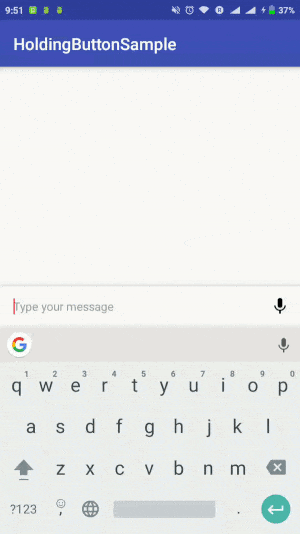 9:51 37%
HoldingButtonSample
Type your message
G
1 2 3 4 5 6 7 8 9 0
q w e r t y u i o p
a s d f g h j k l
z x c v b n m
?123 , .